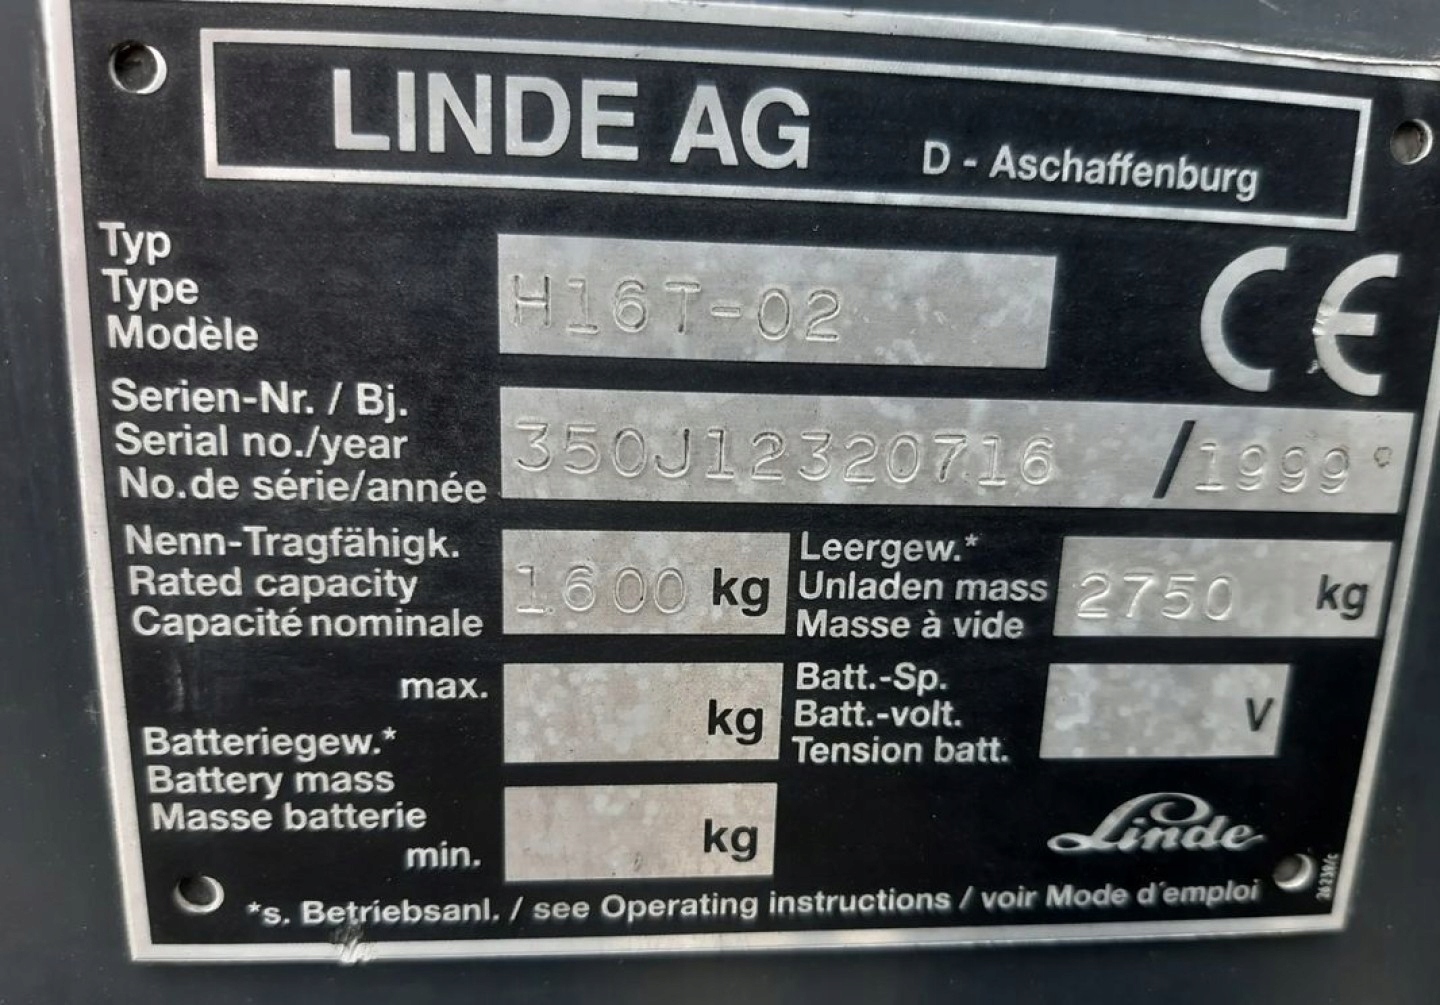 LINDE AG D - Aschaffenburg
Typ
Type
Modèle
H16T-02
CE
Serien-Nr. / Bj.
Serial no./year
No.de série/année
350J12320716 / 1999
Nenn-Tragfähigk.
Rated capacity
Capacité nominale
1600 kg
Leergew.*
Unladen mass
Masse à vide
2750 kg
max. kg
Batteriegew.*
Battery mass
Masse batterie
min. kg
Batt.-Sp.
Batt.-volt.
Tension batt.
V
Linde
*s. Betriebsanl. / see Operating instructions / voir Mode d´emploi